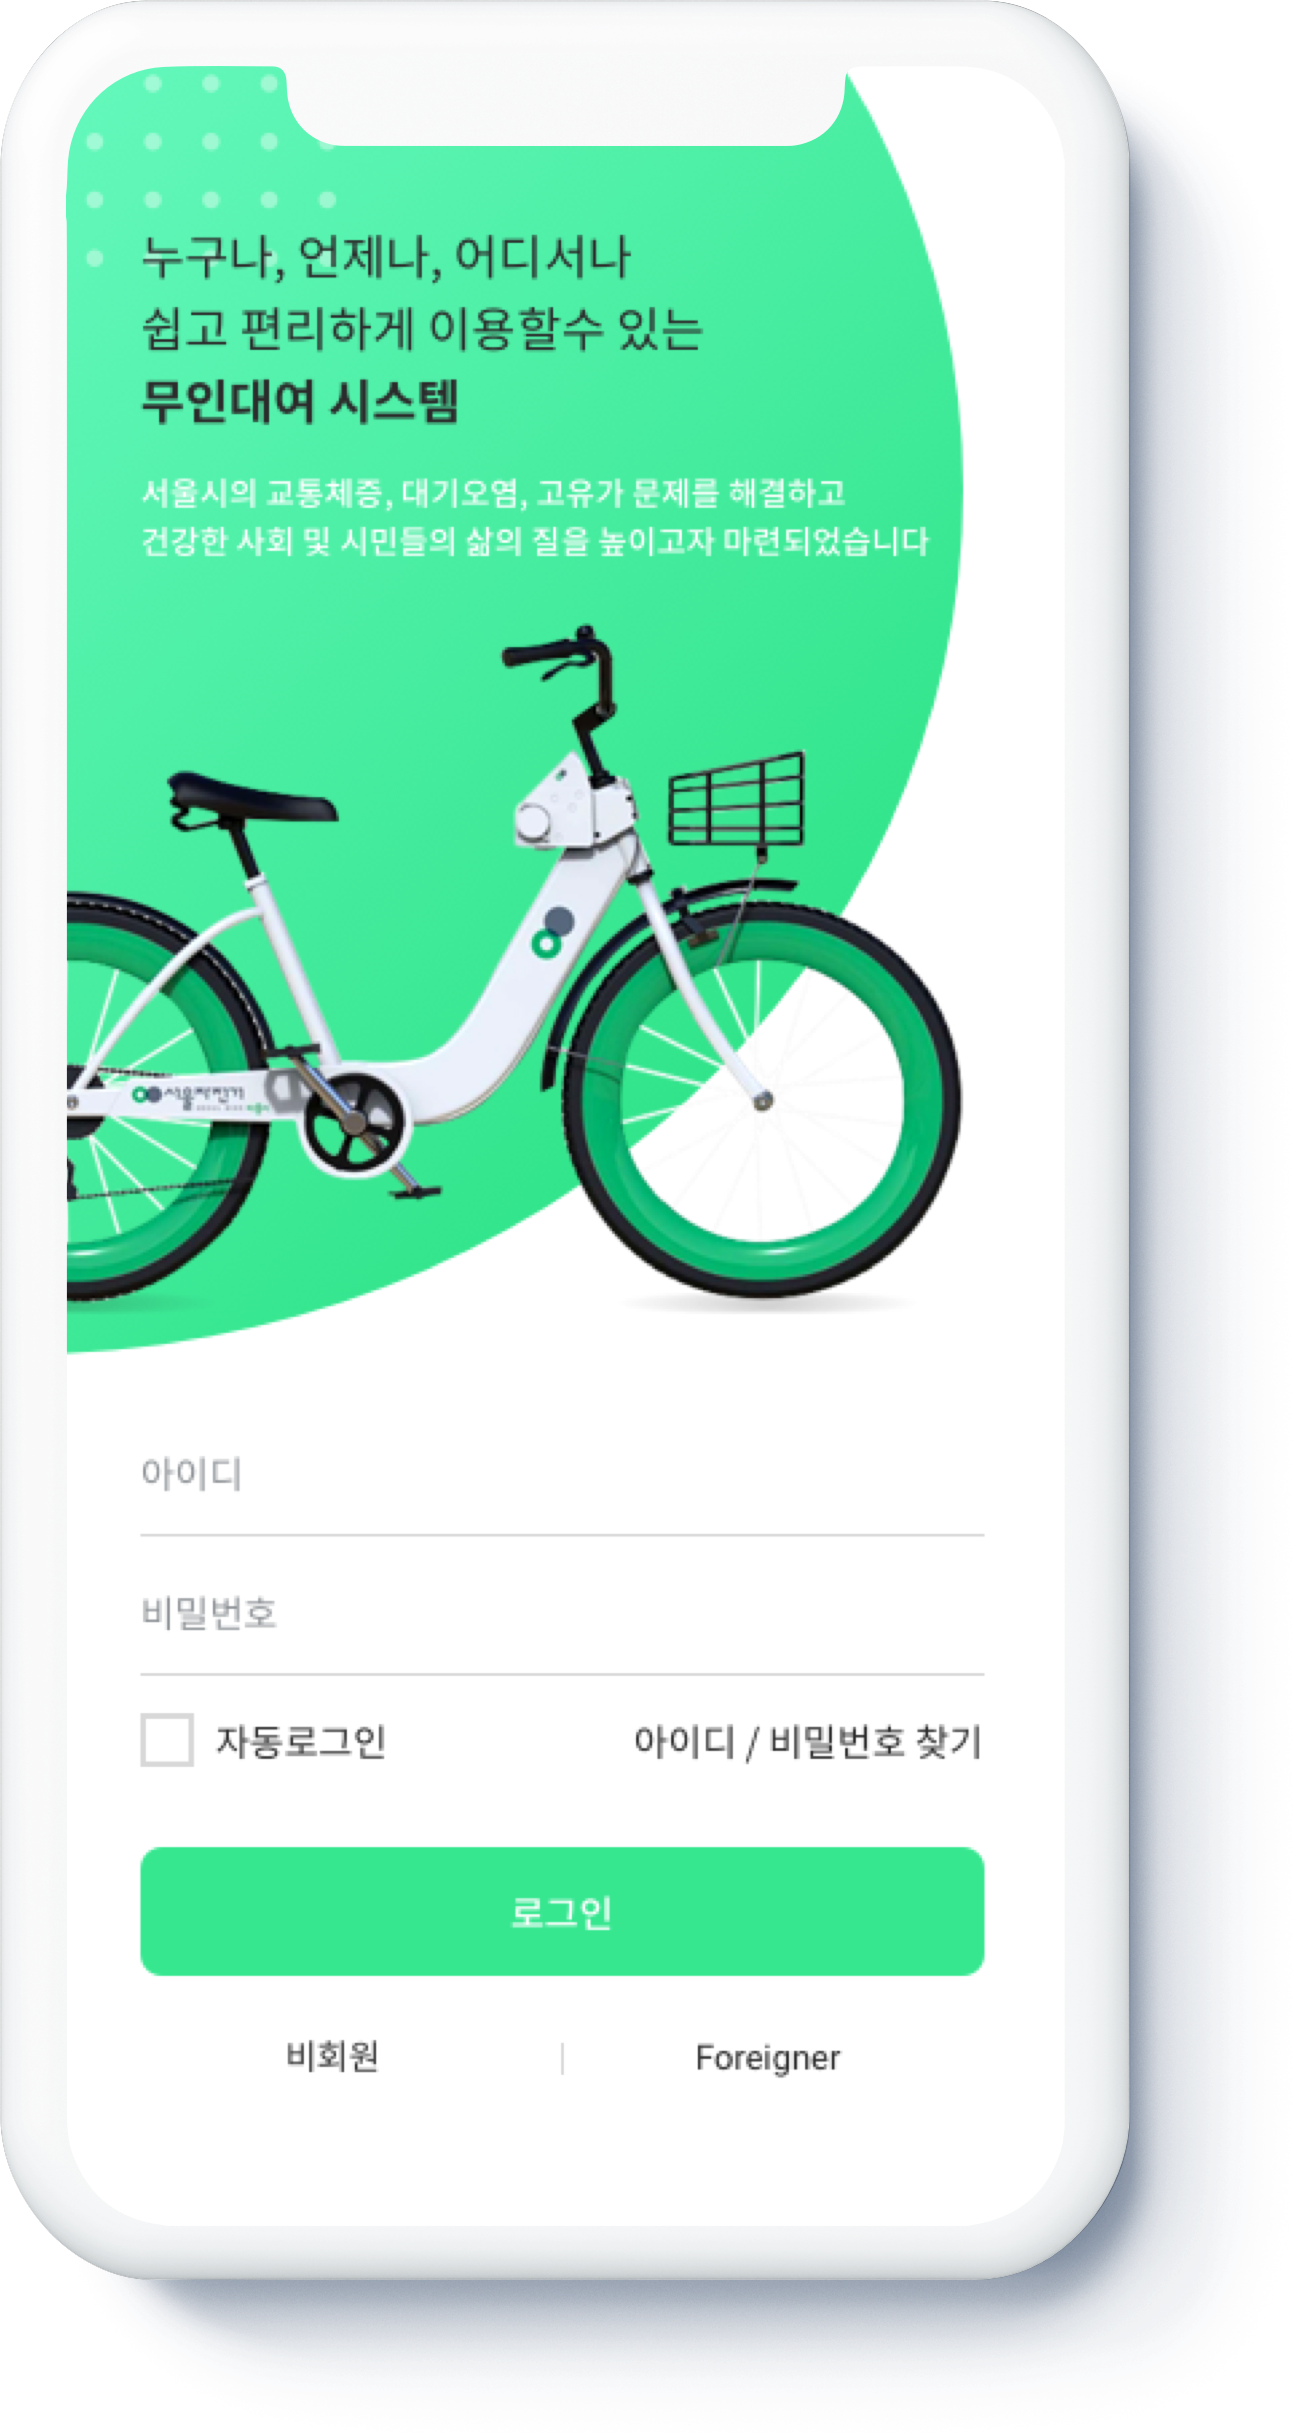 누구나, 언제나, 어디서나
쉽고 편리하게 이용할수 있는
무인대여 시스템
서울시의 교통체증, 대기오염, 고유가 문제를 해결하고
건강한 사회 및 시민들의 삶의 질을 높이고자 마련되었습니다
서울자전거
아이디
비밀번호
자동로그인
아이디 / 비밀번호 찾기
로그인
비회원
Foreigner